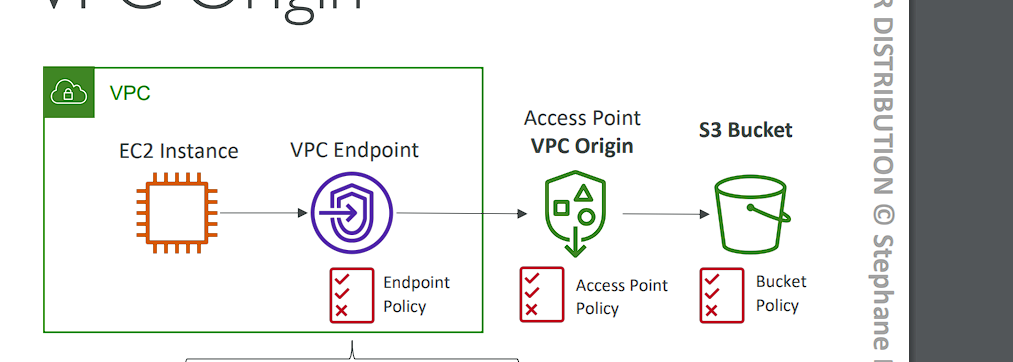 VPC Origin
VPC
EC2 Instance
VPC Endpoint
Access Point
VPC Origin
S3 Bucket
Endpoint
Policy
Access Point
Policy
Bucket
Policy
R DISTRIBUTION © Stephane